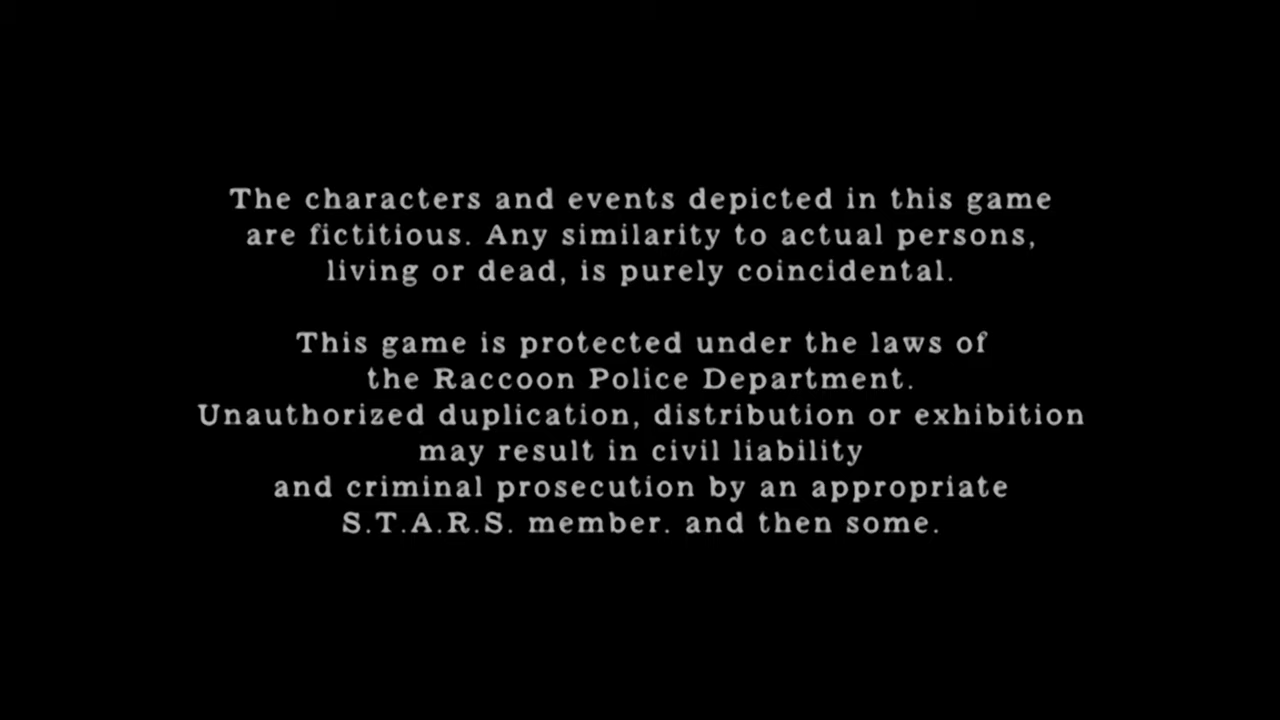 The characters and events depicted in this game
are fictitious. Any similarity to actual persons,
living or dead, is purely coincidental.
This game is protected under the laws of
the Raccoon Police Department.
Unauthorized duplication, distribution or exhibition
may result in civil liability
and criminal prosecution by an appropriate
S.T.A.R.S. member. and then some.